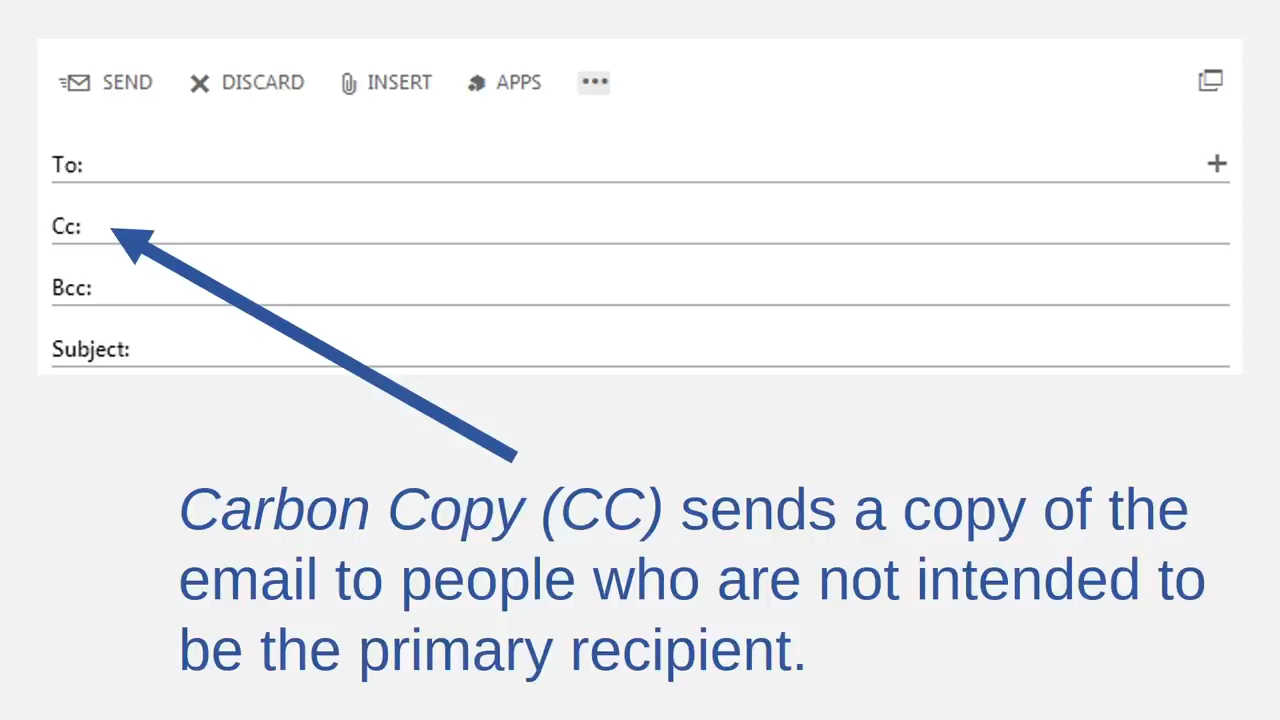 SEND DISCARD INSERT APPS •••
To:
Cc:
Bcc:
Subject:
Carbon Copy (CC) sends a copy of the
email to people who are not intended to
be the primary recipient.